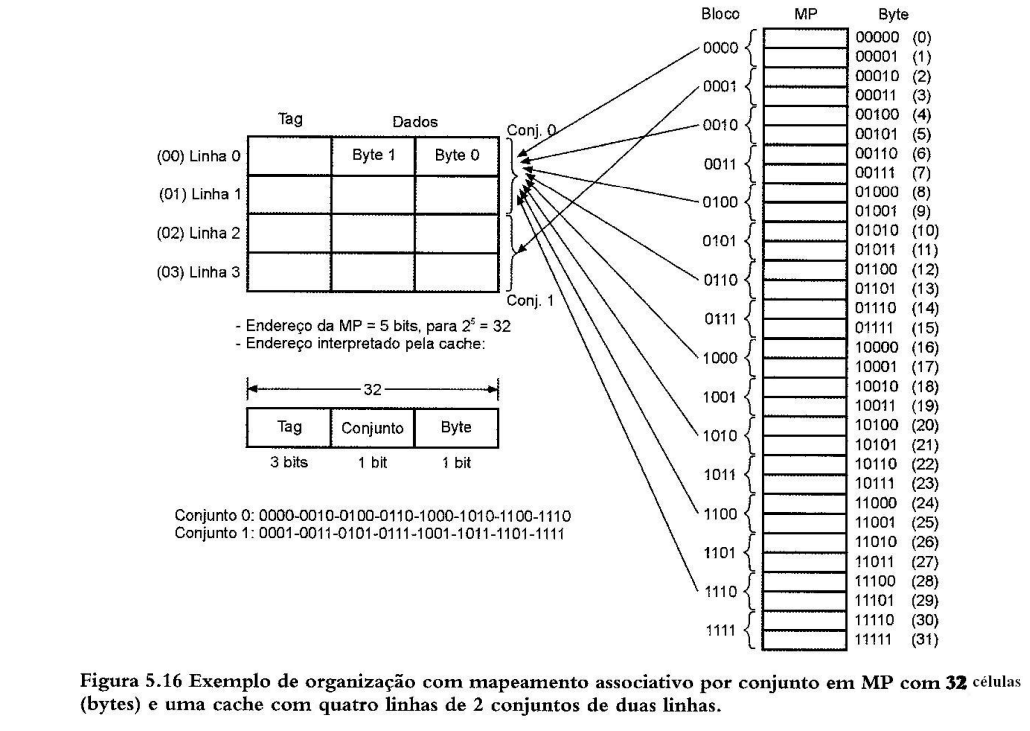 Bloco MP Byte
0000 00000 (0)
00001 (1)
0001 00010 (2)
00011 (3)
0010 00100 (4)
00101 (5)
0011 00110 (6)
00111 (7)
0100 01000 (8)
01001 (9)
0101 01010 (10)
01011 (11)
0110 01100 (12)
01101 (13)
0111 01110 (14)
01111 (15)
1000 10000 (16)
10001 (17)
1001 10010 (18)
10011 (19)
1010 10100 (20)
10101 (21)
1011 10110 (22)
10111 (23)
1100 11000 (24)
11001 (25)
1101 11010 (26)
11011 (27)
1110 11100 (28)
11101 (29)
1111 11110 (30)
11111 (31)
Tag Dados
Conj. 0
(00) Linha 0 Byte 1 Byte 0
(01) Linha 1
(02) Linha 2
(03) Linha 3
Conj. 1
- Endereço da MP = 5 bits, para 2⁵ = 32
- Endereço interpretado pela cache:
32
Tag Conjunto Byte
3 bits 1 bit 1 bit
Conjunto 0: 0000-0010-0100-0110-1000-1010-1100-1110
Conjunto 1: 0001-0011-0101-0111-1001-1011-1101-1111
Figura 5.16 Exemplo de organização com mapeamento associativo por conjunto em MP com 32 células
(bytes) e uma cache com quatro linhas de 2 conjuntos de duas linhas.